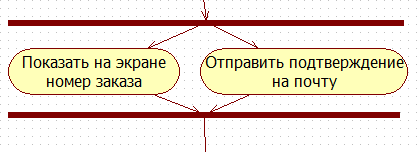 Показать на экране
номер заказа
Отправить подтверждение
на почту